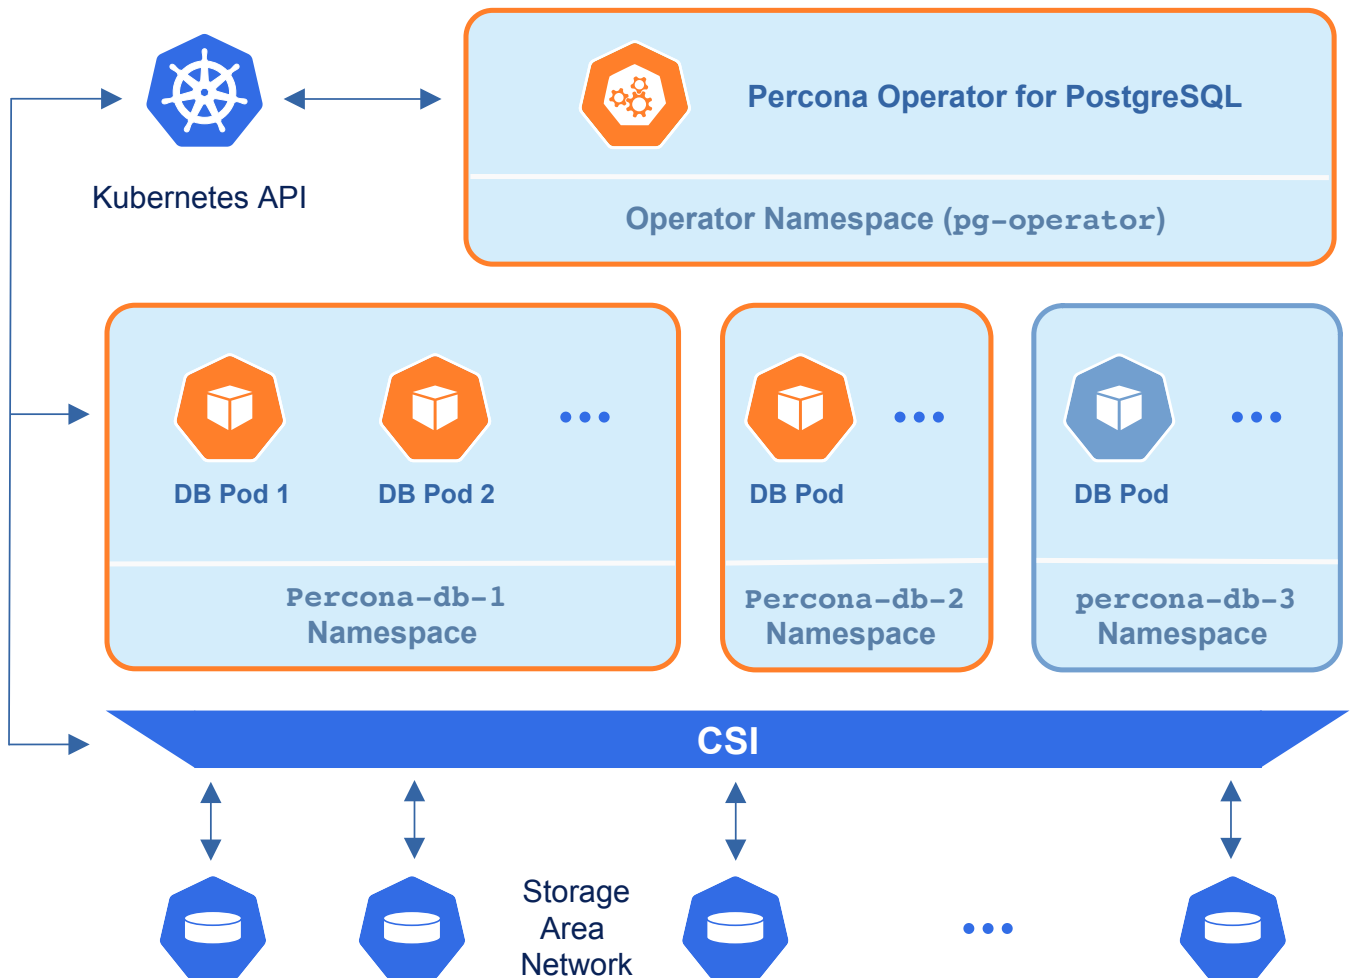 Percona Operator for PostgreSQL
Kubernetes API
Operator Namespace (pg-operator)
DB Pod 1
DB Pod 2
DB Pod
DB Pod
Percona-db-1
Namespace
Percona-db-2
Namespace
percona-db-3
Namespace
CSI
Storage
Area
Network